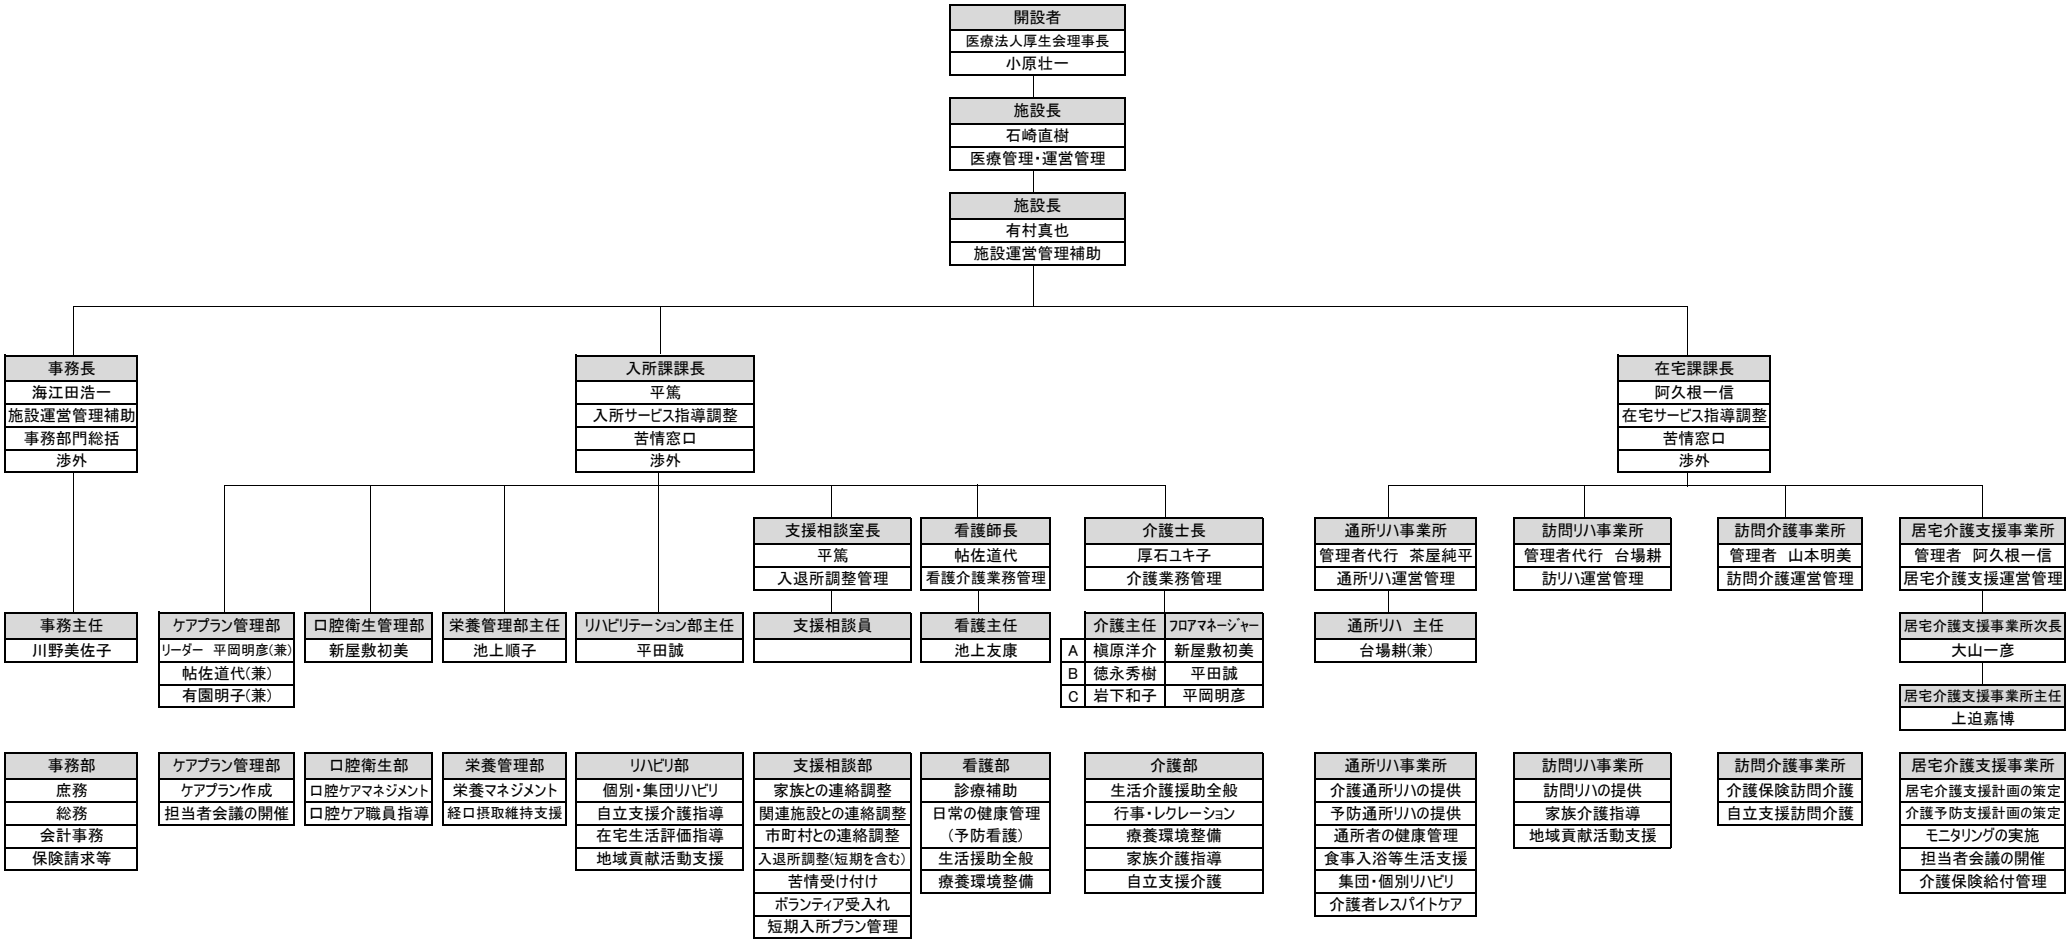 開設者
医療法人厚生会理事長
小原壮一
施設長
石崎直樹
医療管理・運営管理
施設長
有村真也
施設運営管理補助
事務長
海江田浩一
施設運営管理補助
事務部門総括
渉外
入所課課長
平篤
入所サービス指導調整
苦情窓口
渉外
在宅課課長
阿久根一信
在宅サービス指導調整
苦情窓口
渉外
支援相談室長
平篤
入退所調整管理
看護師長
帖佐道代
看護介護業務管理
介護士長
厚石ユキ子
介護業務管理
通所リハ事業所
管理者代行 茶屋純平
通所リハ運営管理
訪問リハ事業所
管理者代行 台場耕
訪リハ運営管理
訪問介護事業所
管理者 山本明美
訪問介護運営管理
居宅介護支援事業所
管理者 阿久根一信
居宅介護支援運営管理
事務主任
川野美佐子
ケアプラン管理部
リーダー 平岡明彦(兼)
帖佐道代(兼)
有園明子(兼)
口腔衛生管理部
新屋敷初美
栄養管理部主任
池上順子
リハビリテーション部主任
平田誠
支援相談員
看護主任
池上友康
介護主任 フロアマネージャー
A 槇原洋介 新屋敷初美
B 徳永秀樹 平田誠
C 岩下和子 平岡明彦
通所リハ 主任
台場耕(兼)
居宅介護支援事業所次長
大山一彦
居宅介護支援事業所主任
上迫嘉博
事務部
庶務
総務
会計事務
保険請求等
ケアプラン管理部
ケアプラン作成
担当者会議の開催
口腔衛生部
口腔ケアマネジメント
口腔ケア職員指導
栄養管理部
栄養マネジメント
経口摂取維持支援
リハビリ部
個別・集団リハビリ
自立支援介護指導
在宅生活評価指導
地域貢献活動支援
支援相談部
家族との連絡調整
関連施設との連絡調整
市町村との連絡調整
入退所調整(短期を含む)
苦情受け付け
ボランティア受入れ
短期入所プラン管理
看護部
診療補助
日常の健康管理
(予防看護)
生活援助全般
療養環境整備
介護部
生活介護援助全般
行事・レクレーション
療養環境整備
家族介護指導
自立支援介護
通所リハ事業所
介護通所リハの提供
予防通所リハの提供
通所者の健康管理
食事入浴等生活支援
集団・個別リハビリ
介護者レスパイトケア
訪問リハ事業所
訪問リハの提供
家族介護指導
地域貢献活動支援
訪問介護事業所
介護保険訪問介護
自立支援訪問介護
居宅介護支援事業所
居宅介護支援計画の策定
介護予防支援計画の策定
モニタリングの実施
担当者会議の開催
介護保険給付管理